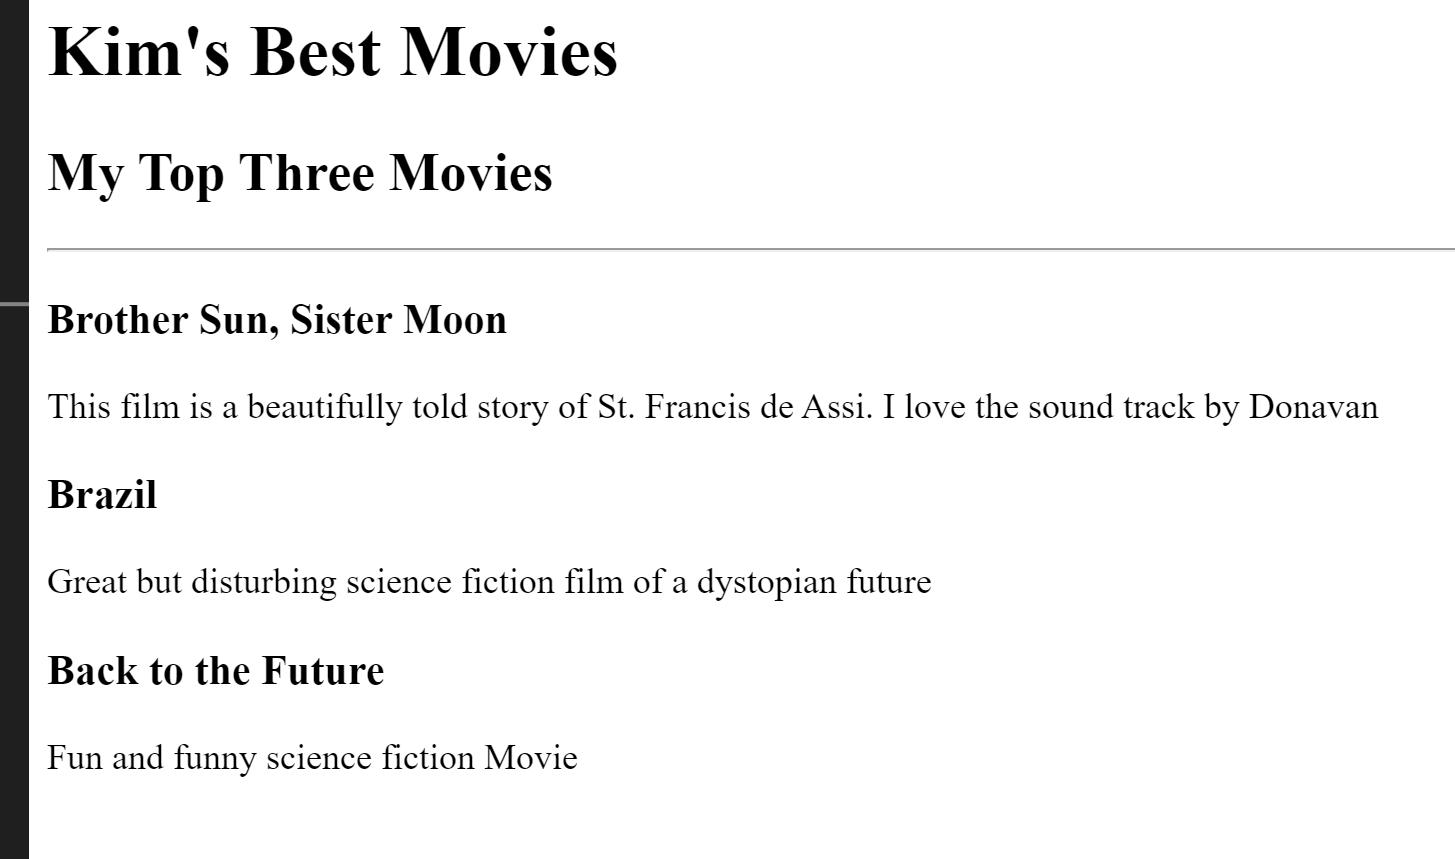 Kim's Best Movies
My Top Three Movies
Brother Sun, Sister Moon
This film is a beautifully told story of St. Francis de Assi. I love the sound track by Donavan
Brazil
Great but disturbing science fiction film of a dystopian future
Back to the Future
Fun and funny science fiction Movie